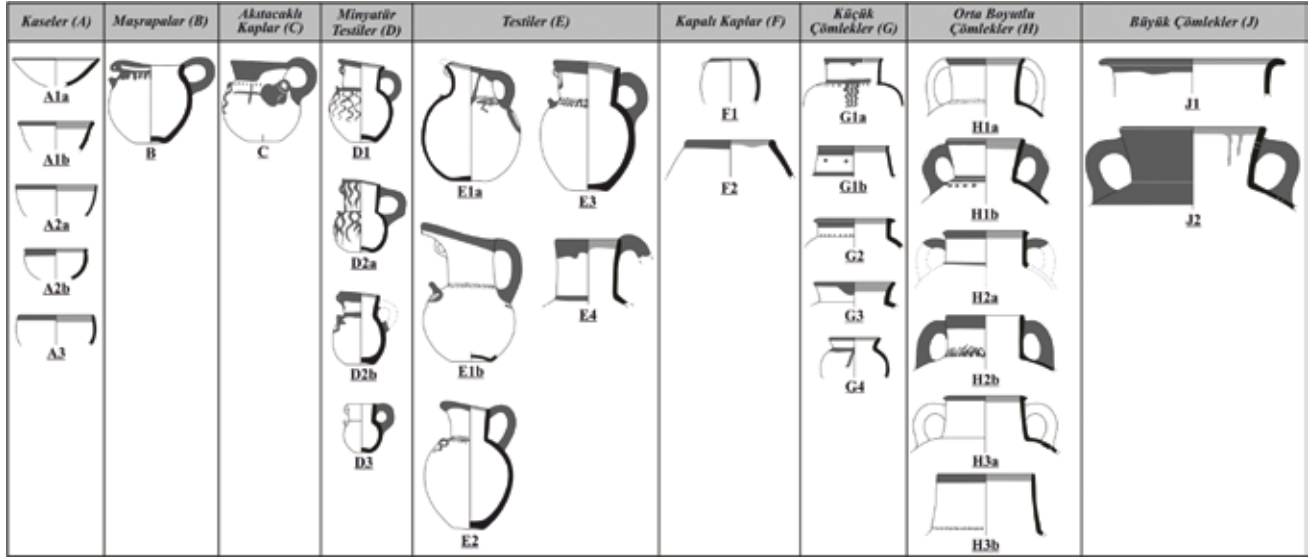 Kaseler (A)
Maşrapalar (B)
Akıtacaklı
Kaplar (C)
Minyatür
Testiler (D)
Testiler (E)
Kapalı Kaplar (F)
Küçük
Çömlekler (G)
Orta Boyutlu
Çömlekler (H)
Büyük Çömlekler (J)
A1a
A1b
A2a
A2b
A3
B
C
D1
D2a
D2b
D3
E1a
E1b
E2
E3
E4
F1
F2
G1a
G1b
G2
G3
G4
H1a
H1b
H2a
H2b
H3a
H3b
J1
J2